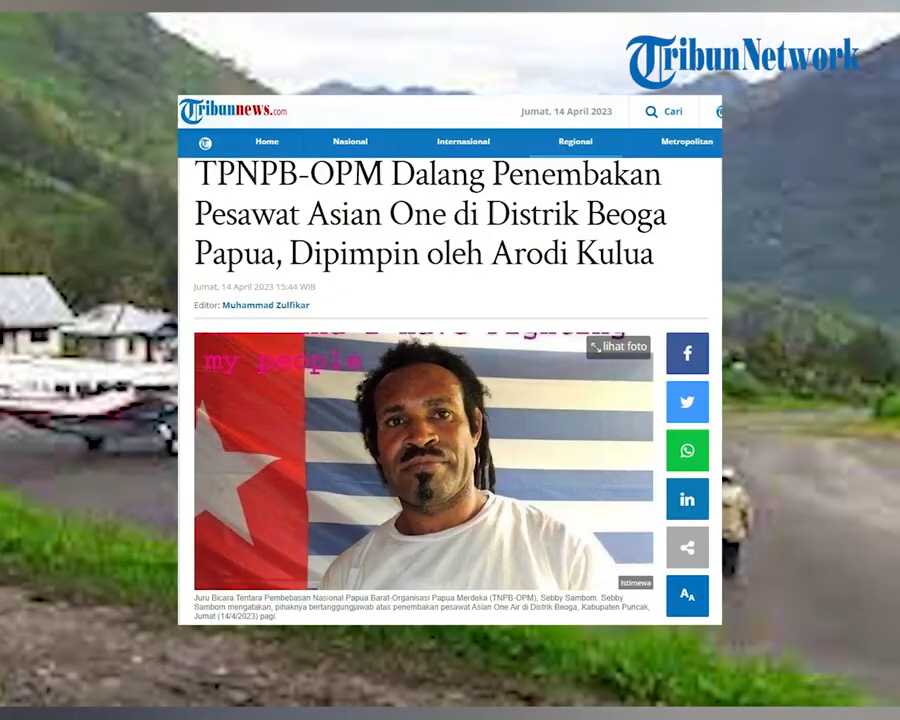 TribunNetwork
Tribunnews.com
Jumat, 14 April 2023
Cari
Home Nasional Internasional Regional Metropolitan
TPNPB-OPM Dalang Penembakan
Pesawat Asian One di Distrik Beoga
Papua, Dipimpin oleh Arodi Kulua
Jumat, 14 April 2023 15:44 WIB
Editor: Muhammad Zulfikar
my people
lihat foto
Istimewa
Juru Bicara Tentara Pembebasan Nasional Papua Barat-Organisasi Papua Merdeka (TNPB-OPM), Sebby Sambom. Sebby
Sambom mengatakan, pihaknya bertanggungjawab atas penembakan pesawat Asian One Air di Distrik Beoga, Kabupaten Puncak,
Jumat (14/4/2023) pagi.
AA